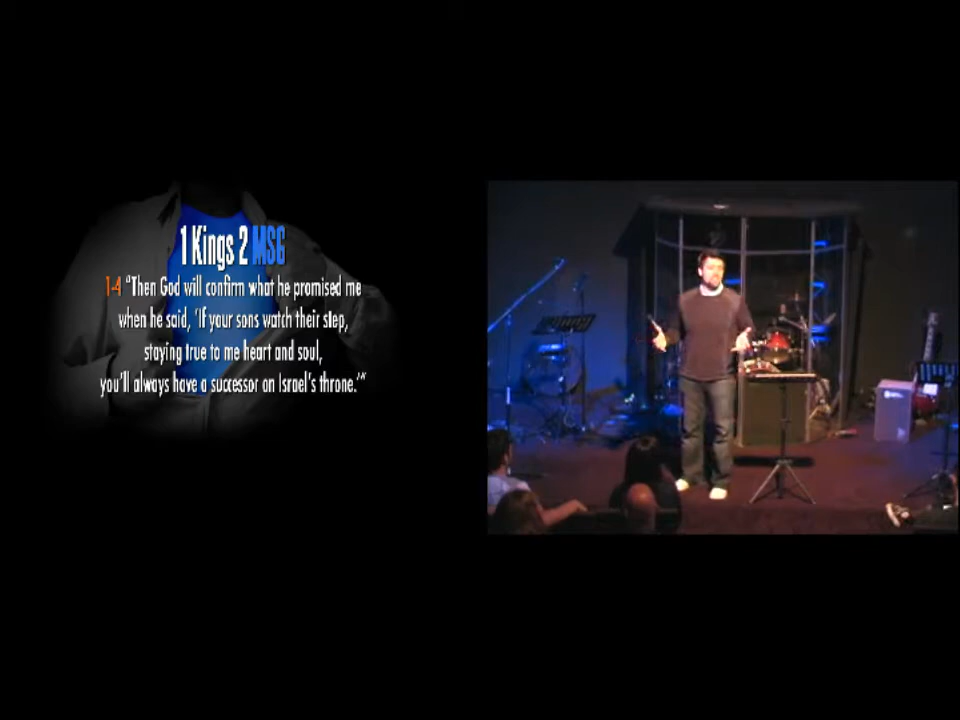 1 Kings 2 MSG
1-4 "Then God will confirm what he promised me
when he said, 'If your sons watch their step,
staying true to me heart and soul,
you'll always have a successor on Israel's throne.'"